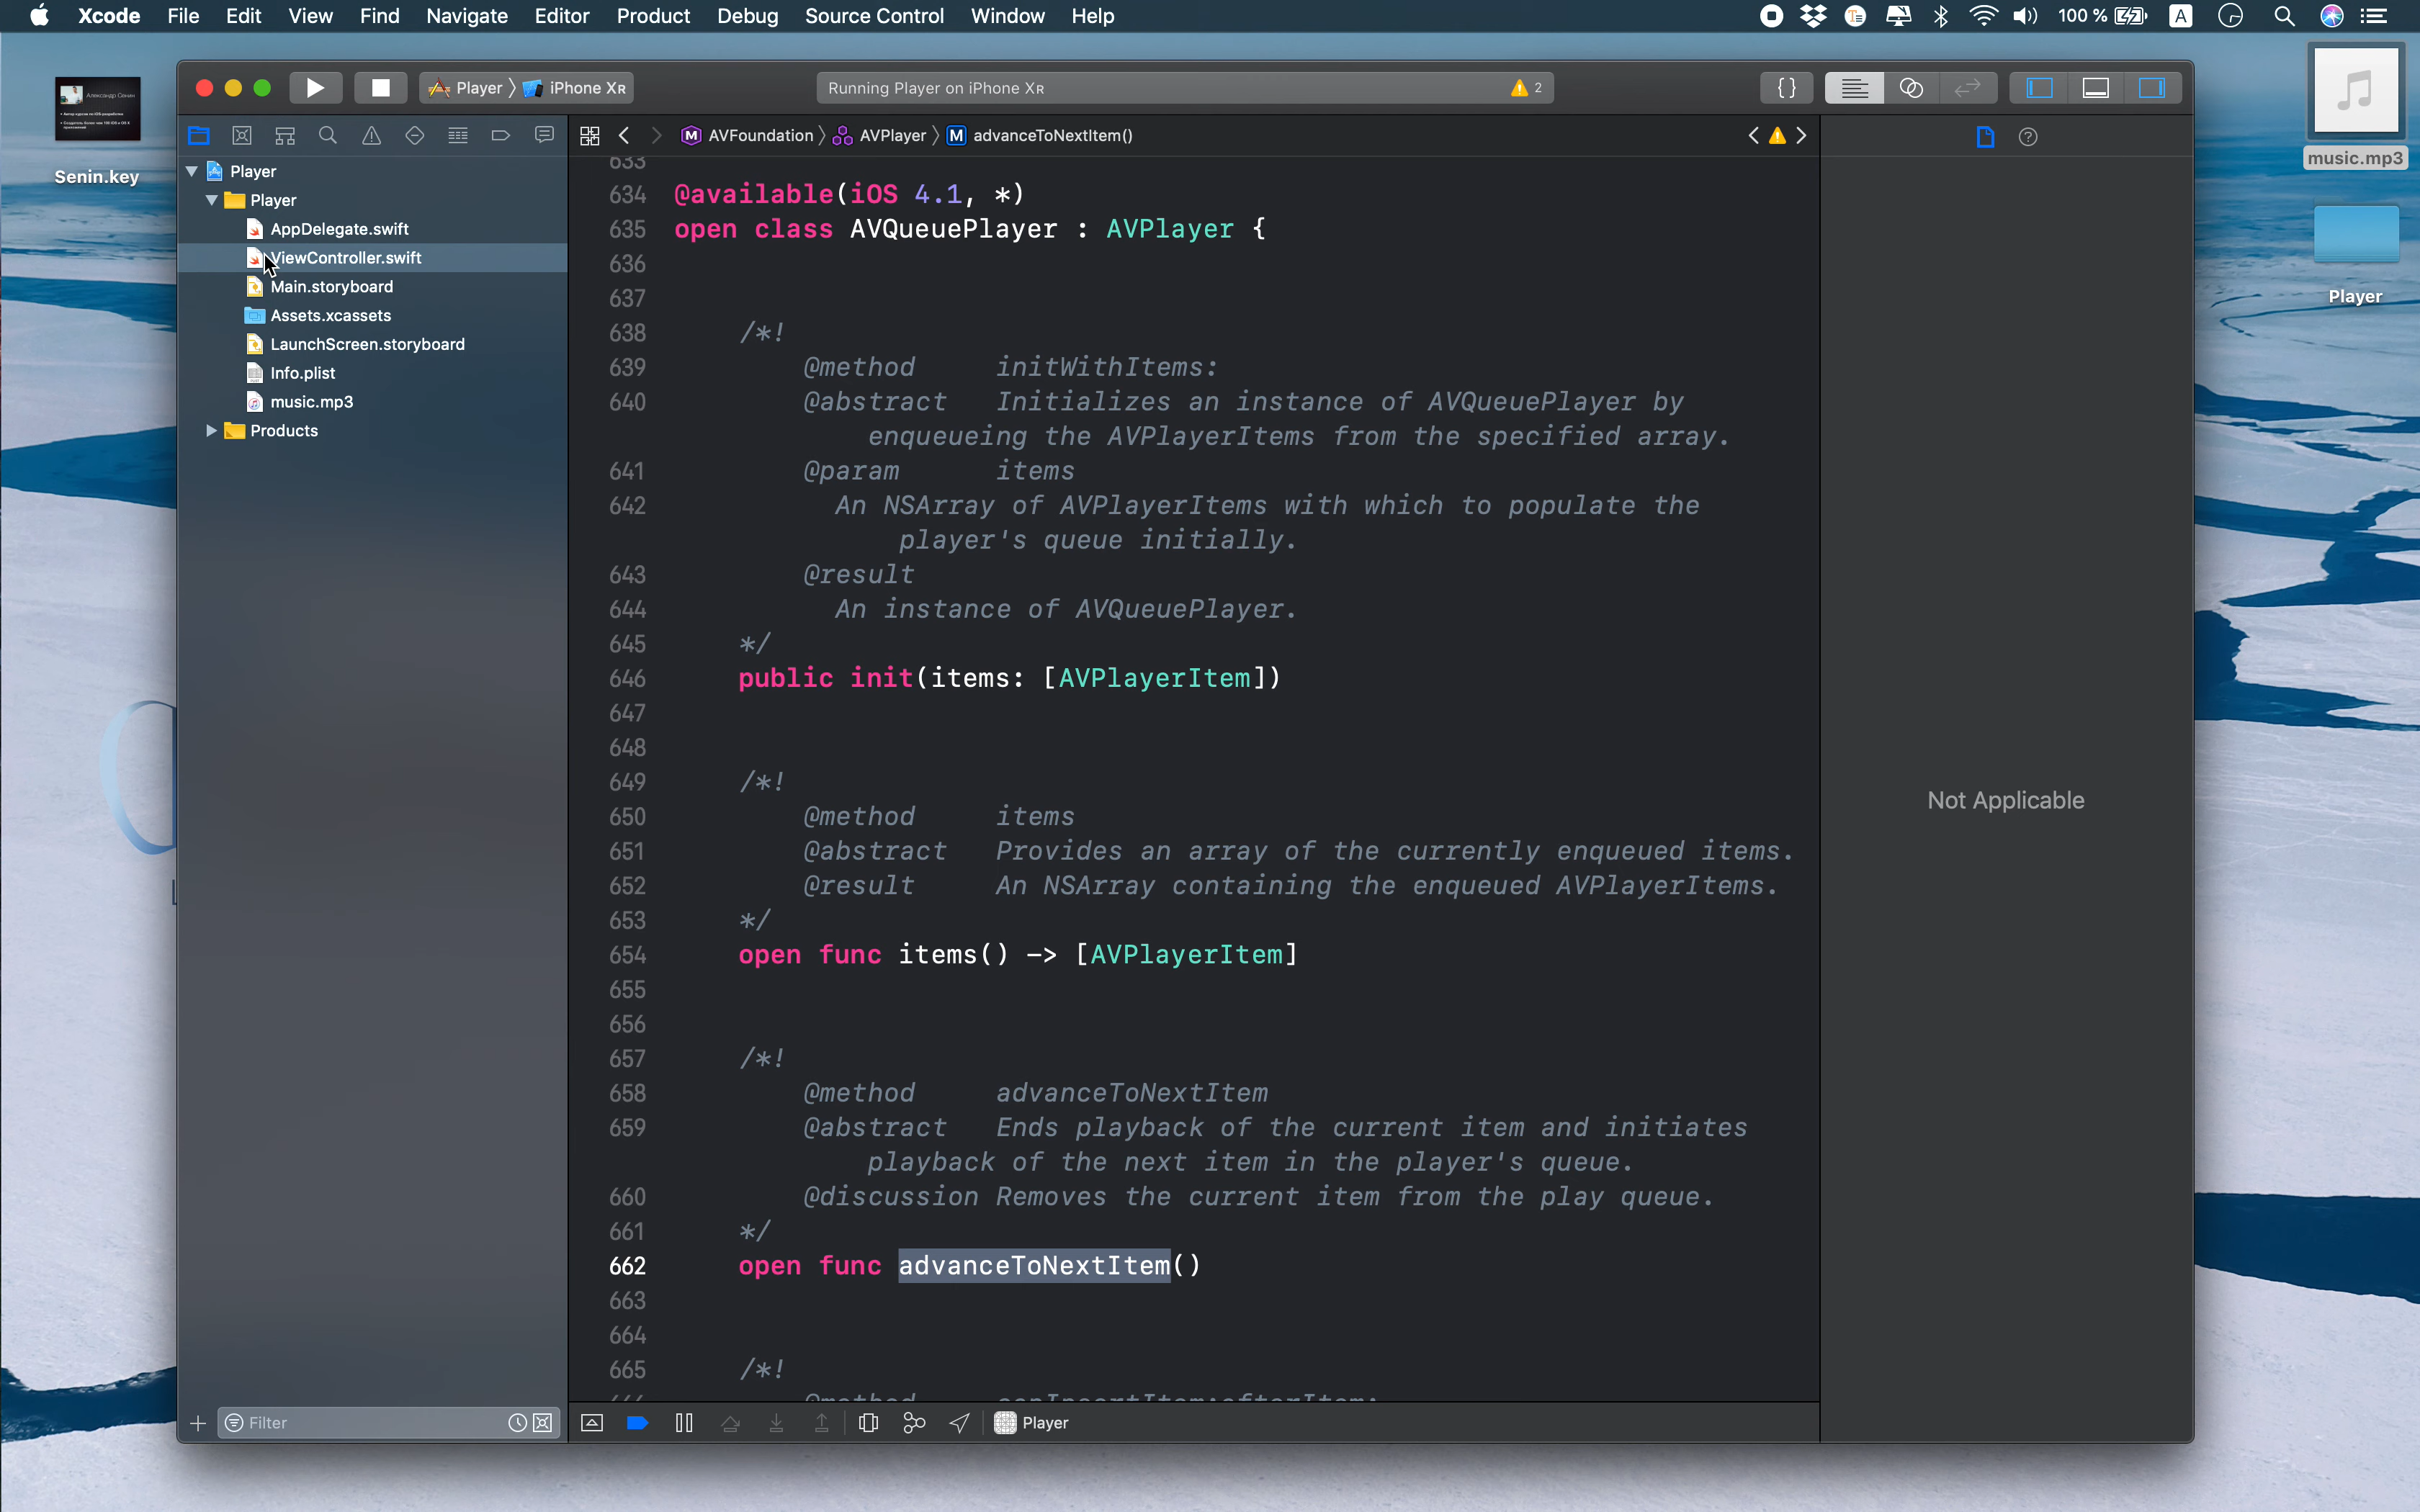 Xcode File Edit View Find Navigate Editor Product Debug Source Control Window Help 100 % A
Player iPhone XR Running Player on iPhone XR 2
Александр Сенин
Senin.key
music.mp3
Player
AVFoundation AVPlayer M advanceToNextItem()
Player
Player
AppDelegate.swift
ViewController.swift
Main.storyboard
Assets.xcassets
LaunchScreen.storyboard
Info.plist
music.mp3
Products
Filter
633
634 @available(iOS 4.1, *)
635 open class AVQueuePlayer : AVPlayer {
636
637
638 /*!
639 @method initWithItems:
640 @abstract Initializes an instance of AVQueuePlayer by
enqueueing the AVPlayerItems from the specified array.
641 @param items
642 An NSArray of AVPlayerItems with which to populate the
player's queue initially.
643 @result
644 An instance of AVQueuePlayer.
645 */
646 public init(items: [AVPlayerItem])
647
648
649 /*!
650 @method items
651 @abstract Provides an array of the currently enqueued items.
652 @result An NSArray containing the enqueued AVPlayerItems.
653 */
654 open func items() -> [AVPlayerItem]
655
656
657 /*!
658 @method advanceToNextItem
659 @abstract Ends playback of the current item and initiates
playback of the next item in the player's queue.
660 @discussion Removes the current item from the play queue.
661 */
662 open func advanceToNextItem()
663
664
665 /*!
Player
Not Applicable